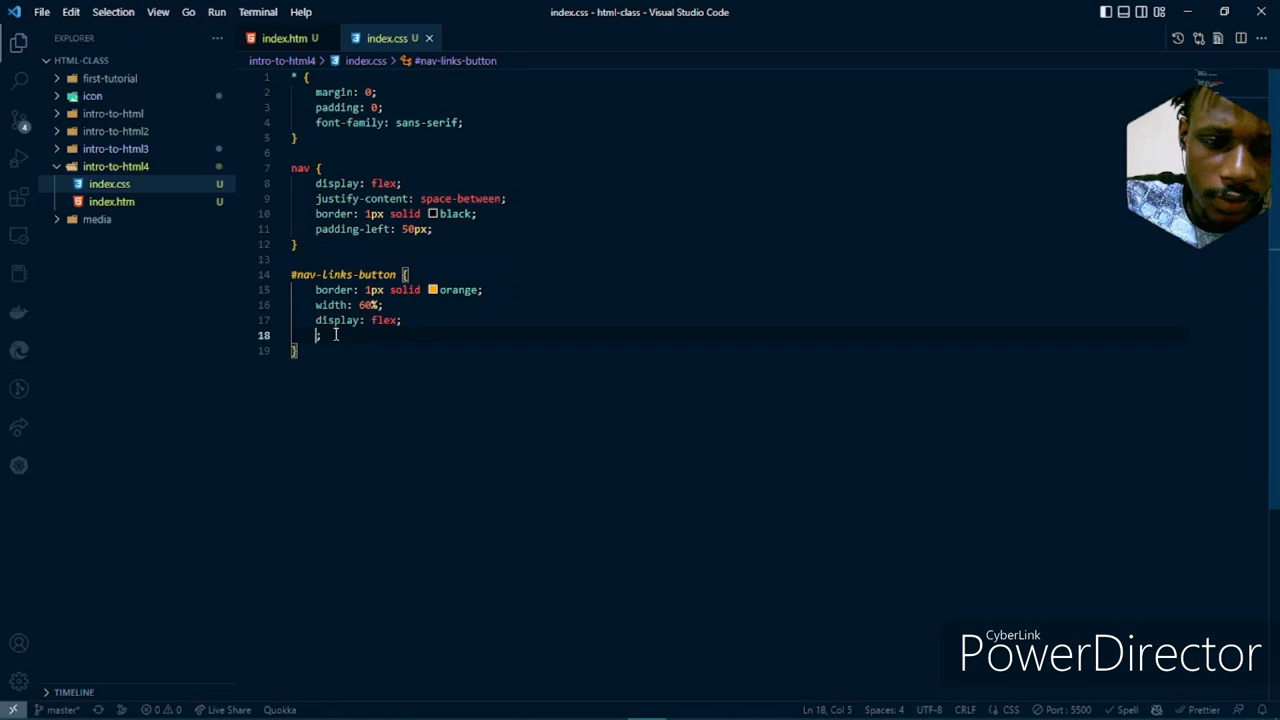 File Edit Selection View Go Run Terminal Help
index.css - html-class - Visual Studio Code
EXPLORER
HTML-CLASS
first-tutorial
icon
intro-to-html
intro-to-html2
intro-to-html3
intro-to-html4
index.css U
index.htm U
media
TIMELINE
index.htm U
index.css U
intro-to-html4 > index.css > #nav-links-button
1 * {
2 margin: 0;
3 padding: 0;
4 font-family: sans-serif;
5 }
6
7 nav {
8 display: flex;
9 justify-content: space-between;
10 border: 1px solid black;
11 padding-left: 50px;
12 }
13
14 #nav-links-button {
15 border: 1px solid orange;
16 width: 60%;
17 display: flex;
18 ;
19 }
4
CyberLink
PowerDirector
master* 0 0 Live Share Quokka
Ln 18, Col 5 Spaces: 4 UTF-8 CRLF CSS Port : 5500 Spell Prettier